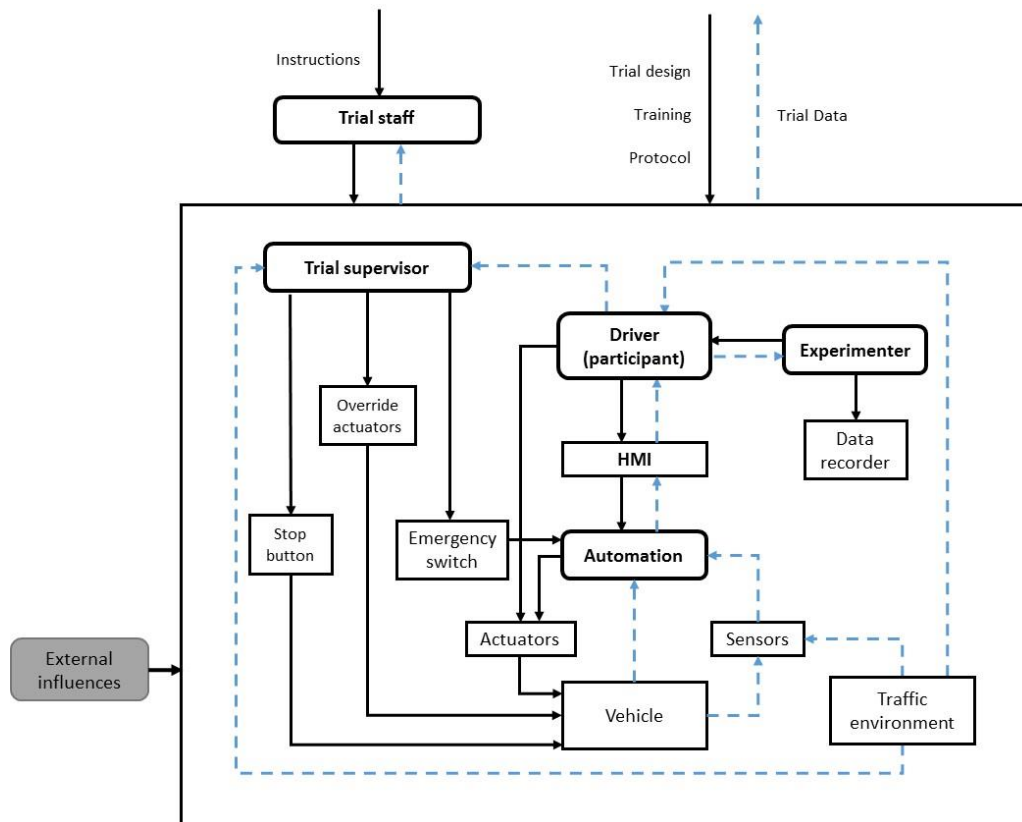 Instructions
Trial staff
Trial design
Training
Protocol
Trial Data
Trial supervisor
Driver
(participant)
Experimenter
Override
actuators
Data
recorder
HMI
Stop
button
Emergency
switch
Automation
Actuators
Sensors
External
influences
Vehicle
Traffic
environment